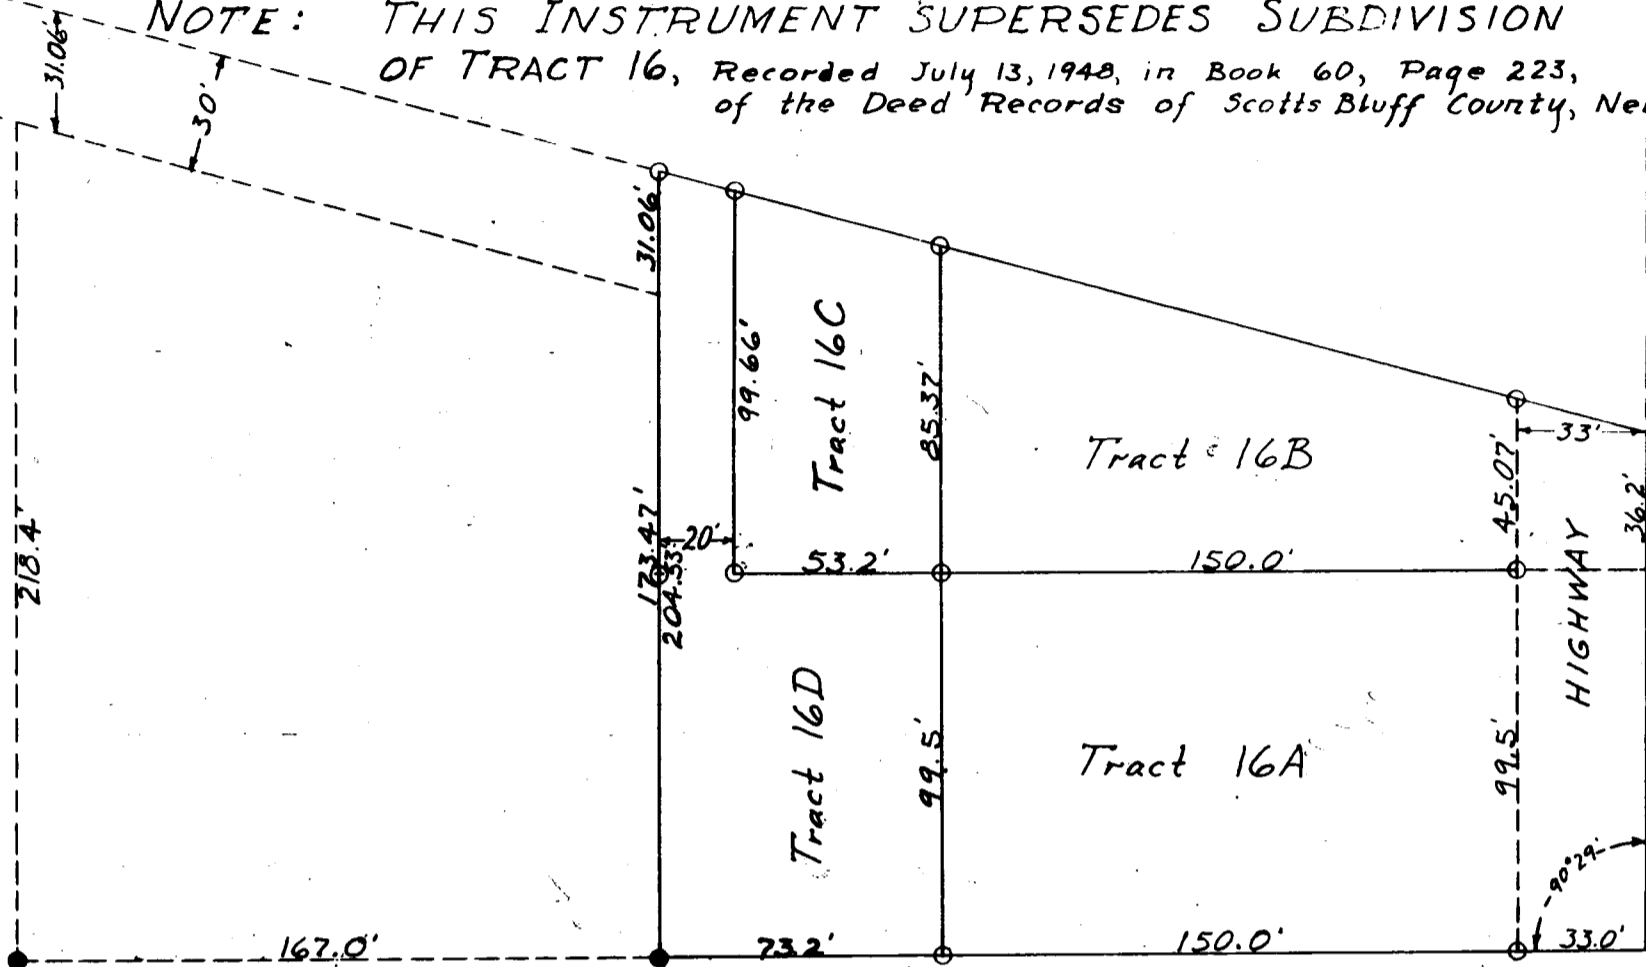 NOTE: THIS INSTRUMENT SUPERSEDES SUBDIVISION
OF TRACT 16, Recorded July 13, 1948, in Book 60, Page 223,
of the Deed Records of Scotts Bluff County, Ne
31.06'
30'
31.06'
99.66'
Tract 16C
85.37'
Tract 16B
33'
45.07'
36.2'
218.4'
173.47'
204.53'
20'
53.2'
150.0'
HIGHWAY
Tract 16D
99.5'
Tract 16A
99.5'
90°29'
167.0'
73.2'
150.0'
33.0'